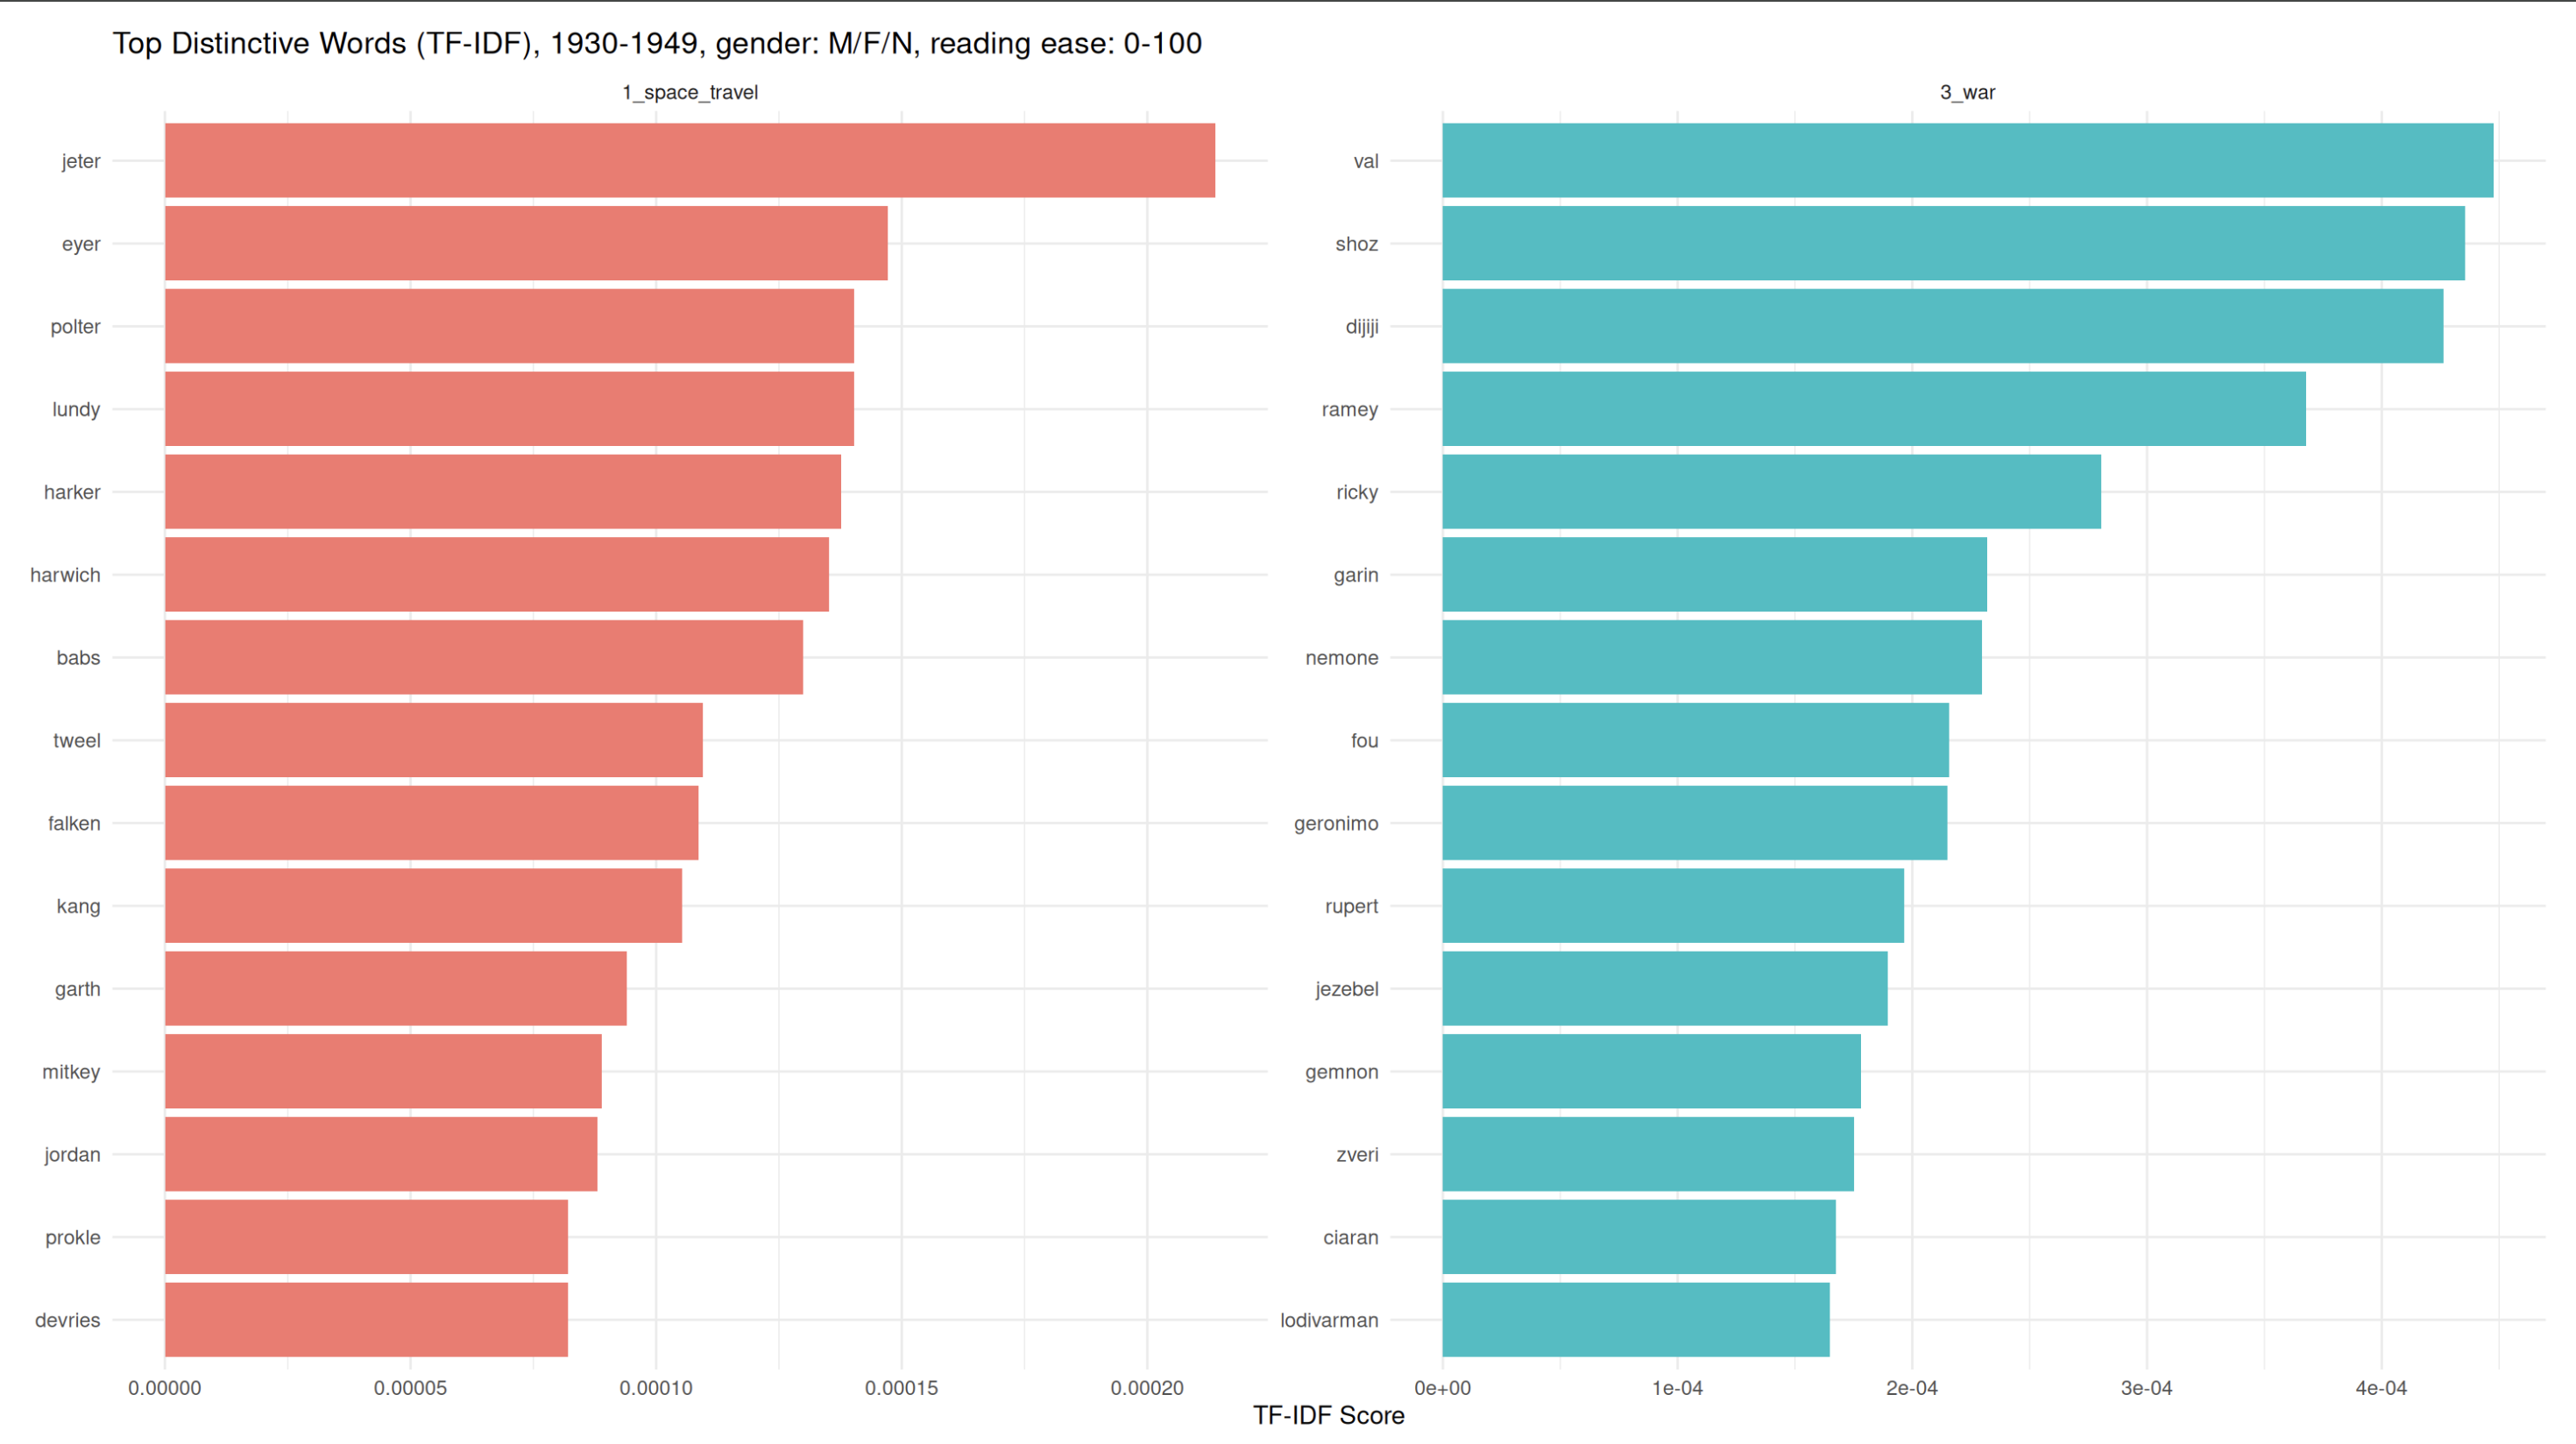 Top Distinctive Words (TF-IDF), 1930-1949, gender: M/F/N, reading ease: 0-100
1_space_travel
jeter
eyer
polter
lundy
harker
harwich
babs
tweel
falken
kang
garth
mitkey
jordan
prokle
devries
0.00000 0.00005 0.00010 0.00015 0.00020
3_war
val
shoz
dijiji
ramey
ricky
garin
nemone
fou
geronimo
rupert
jezebel
gemnon
zveri
ciaran
lodivarman
0e+00 1e-04 2e-04 3e-04 4e-04
TF-IDF Score